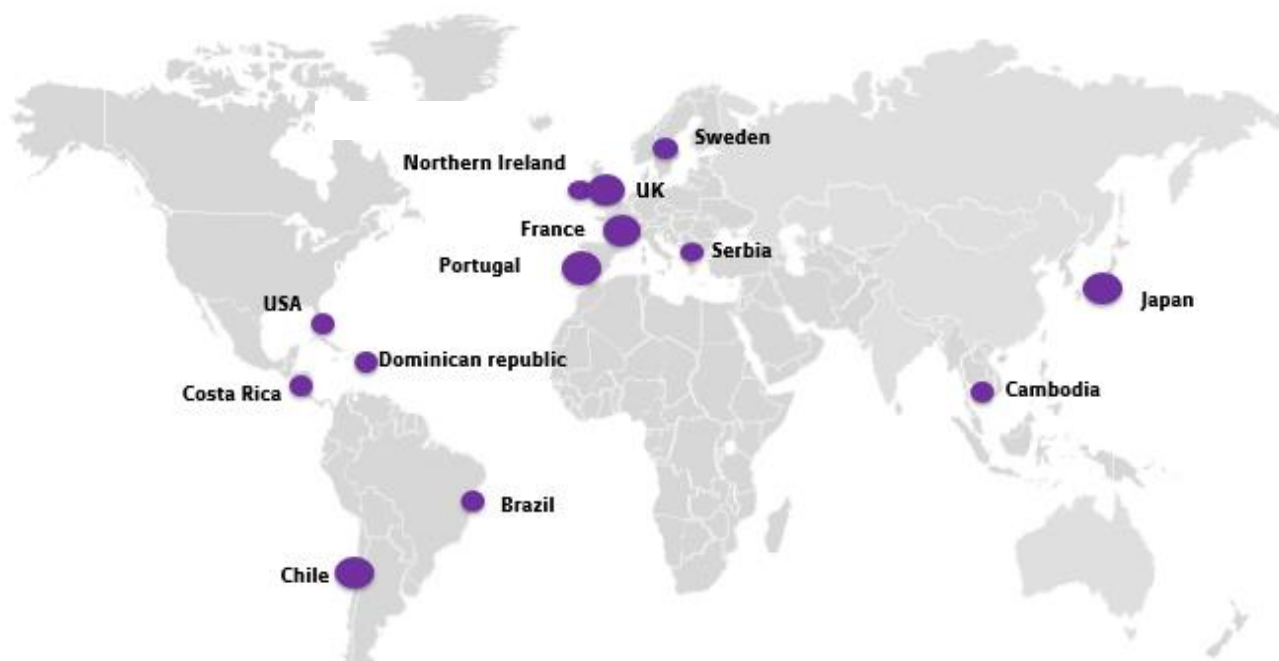 Sweden
Northern Ireland
UK
France
Serbia
Portugal
Japan
USA
Dominican republic
Costa Rica
Cambodia
Brazil
Chile